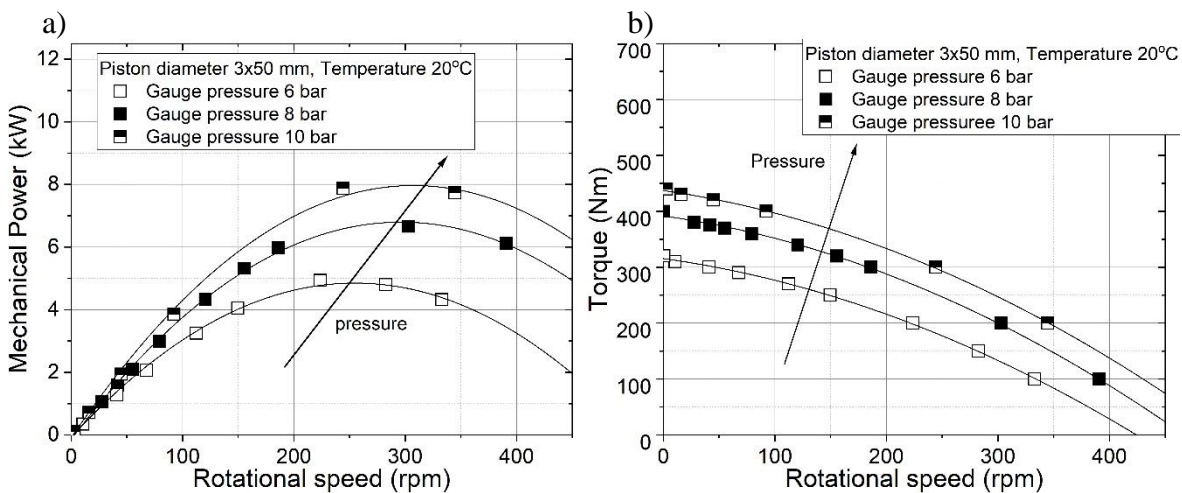 a)
Mechanical Power (kW)
12
10
8
6
4
2
0
Piston diameter 3x50 mm, Temperature 20°C
Gauge pressure 6 bar
Gauge pressure 8 bar
Gauge pressure 10 bar
pressure
0 100 200 300 400
Rotational speed (rpm)
b)
Torque (Nm)
700
600
500
400
300
200
100
0
Piston diameter 3x50 mm, Temperature 20°C
Gauge pressure 6 bar
Gauge pressure 8 bar
Gauge pressuree 10 bar
Pressure
0 100 200 300 400
Rotational speed (rpm)